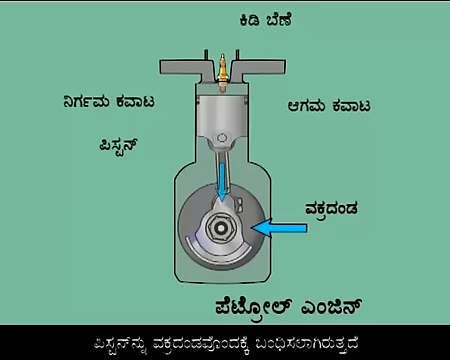 ಕಿಡಿ ಬೆಣೆ
ನಿರ್ಗಮ ಕವಾಟ
ಆಗಮ ಕವಾಟ
ಪಿಸ್ಟನ್
ವಕ್ರದಂಡ
ಪೆಟ್ರೋಲ್ ಎಂಜಿನ್
ಪಿಸ್ಟನ್‌ನ್ನು ವಕ್ರದಂಡವೊಂದಕ್ಕೆ ಬಂಧಿಸಲಾಗಿರುತ್ತದೆ